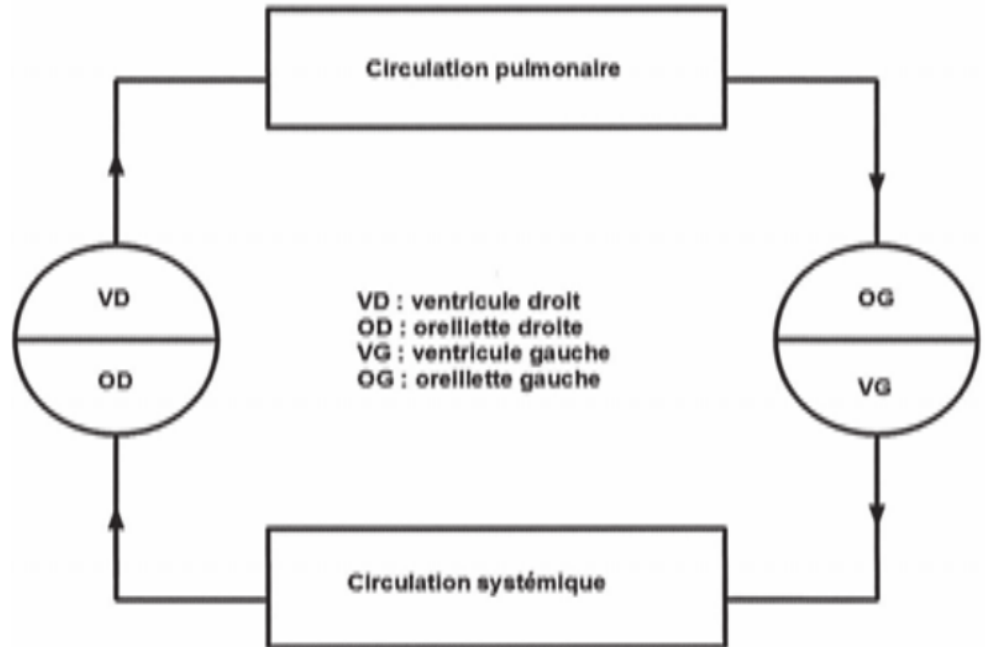 Circulation pulmonaire
VD
OD
VD : ventricule droit
OD : oreillette droite
VG : ventricule gauche
OG : oreillette gauche
OG
VG
Circulation systémique